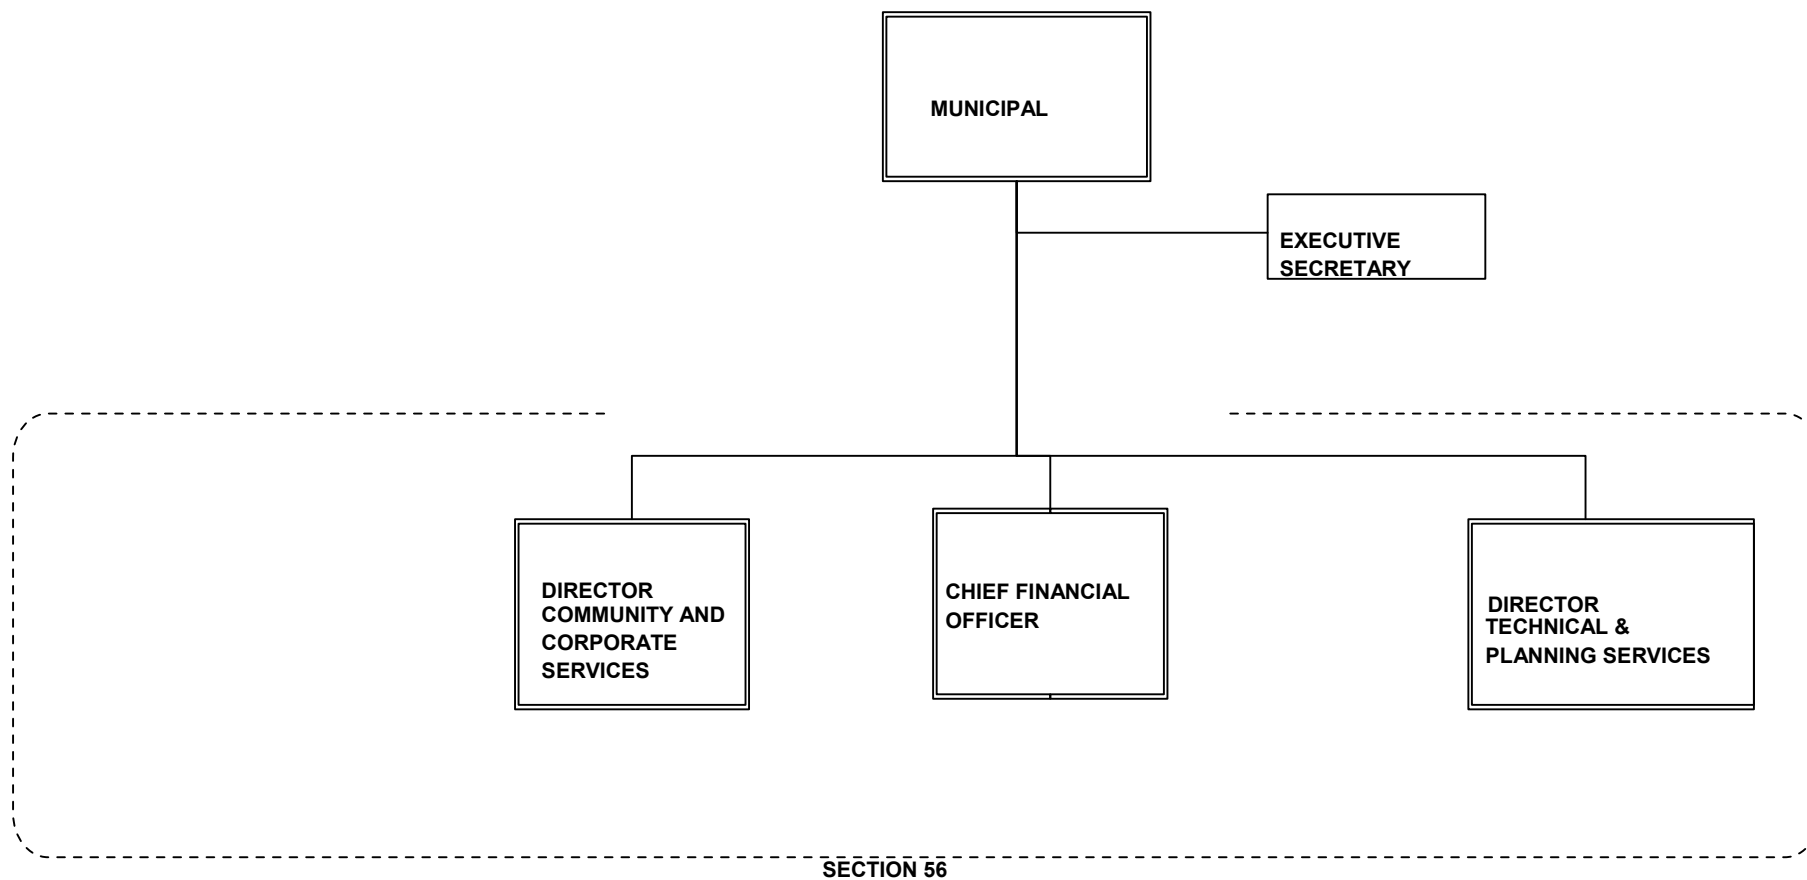 MUNICIPAL
EXECUTIVE
SECRETARY
DIRECTOR
COMMUNITY AND
CORPORATE
SERVICES
CHIEF FINANCIAL
OFFICER
DIRECTOR
TECHNICAL &
PLANNING SERVICES
SECTION 56